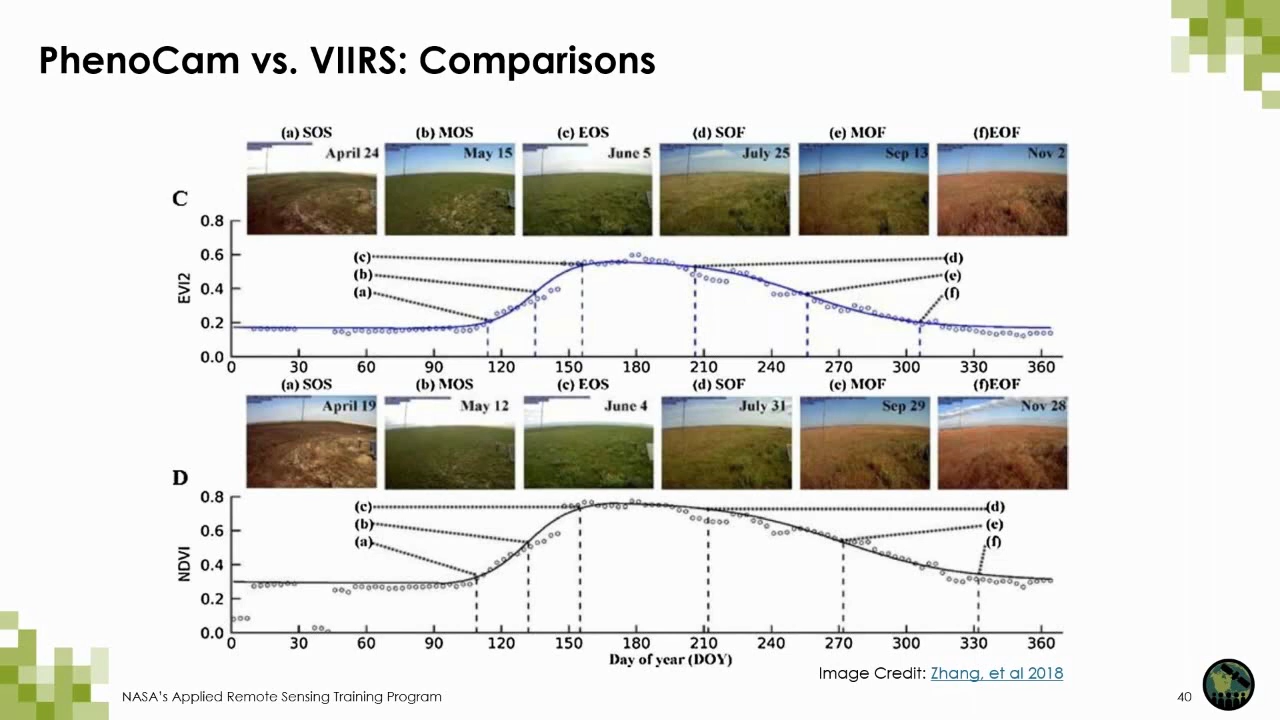 PhenoCam vs. VIIRS: Comparisons
(a) SOS (b) MOS (c) EOS (d) SOF (e) MOF (f)EOF
April 24 May 15 June 5 July 25 Sep 13 Nov 2
C
0.8
0.6
0.4
0.2
0.0
EVI2
(c) (d)
(b) (e)
(a) (f)
0 30 60 90 120 150 180 210 240 270 300 330 360
(a) SOS (b) MOS (c) EOS (d) SOF (e) MOF (f)EOF
April 19 May 12 June 4 July 31 Sep 29 Nov 28
D
0.8
0.6
0.4
0.2
0.0
NDVI
(c) (d)
(b) (e)
(a) (f)
0 30 60 90 120 150 180 210 240 270 300 330 360
Day of year (DOY)
Image Credit: Zhang, et al 2018
NASA's Applied Remote Sensing Training Program
40